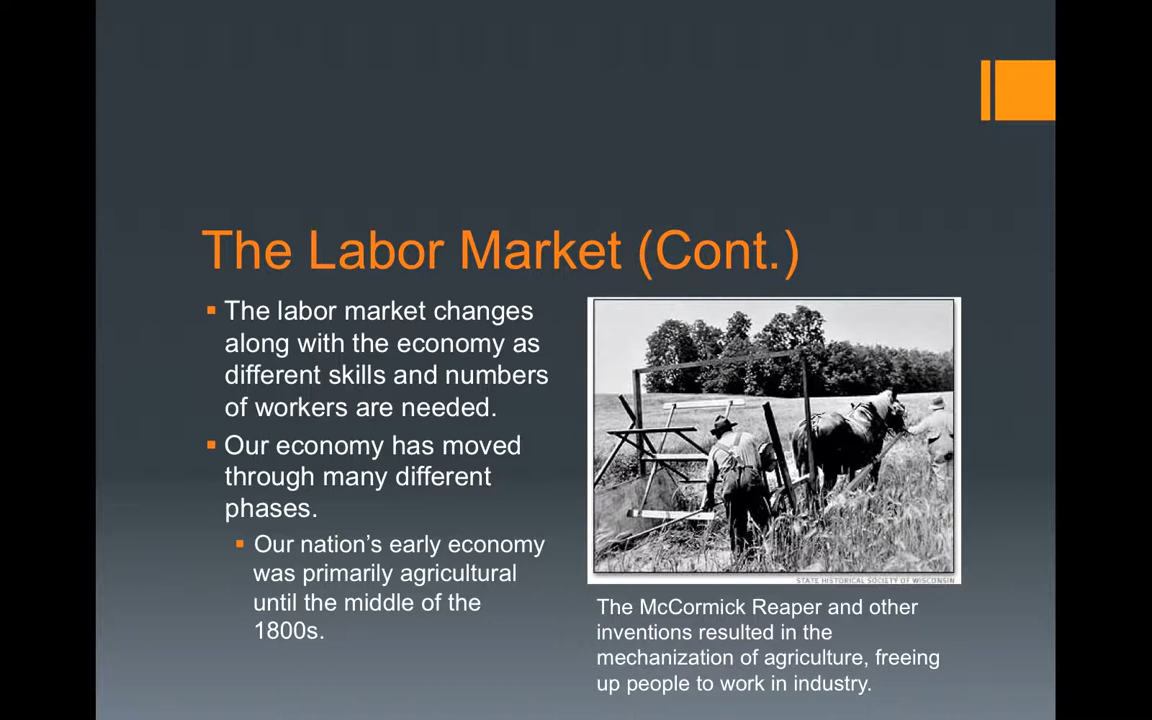 The Labor Market (Cont.)
▪ The labor market changes
along with the economy as
different skills and numbers
of workers are needed.
▪ Our economy has moved
through many different
phases.
▪ Our nation’s early economy
was primarily agricultural
until the middle of the
1800s.
STATE HISTORICAL SOCIETY OF WISCONSIN
The McCormick Reaper and other
inventions resulted in the
mechanization of agriculture, freeing
up people to work in industry.